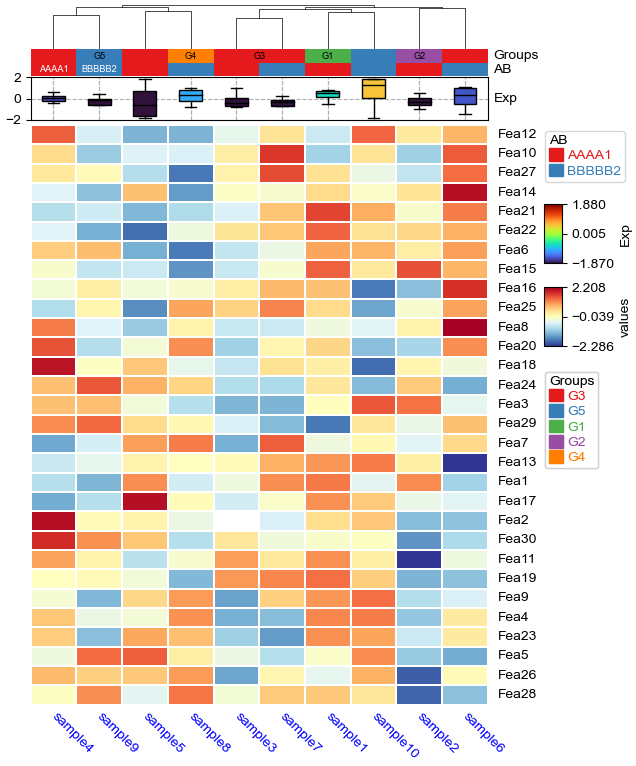 G5 G4 G3 G1 G2 Groups
AAAA1 BBBBB2 AB
2
0
−2
Exp
Fea12
Fea10
Fea27
Fea14
Fea21
Fea22
Fea6
Fea15
Fea16
Fea25
Fea8
Fea20
Fea18
Fea24
Fea3
Fea29
Fea7
Fea13
Fea1
Fea17
Fea2
Fea30
Fea11
Fea19
Fea9
Fea4
Fea23
Fea5
Fea26
Fea28
sample4
sample9
sample5
sample8
sample3
sample7
sample1
sample10
sample2
sample6
AB
AAAA1
BBBBB2
1.880
0.005
−1.870
Exp
2.208
−0.039
−2.286
values
Groups
G3
G5
G1
G2
G4